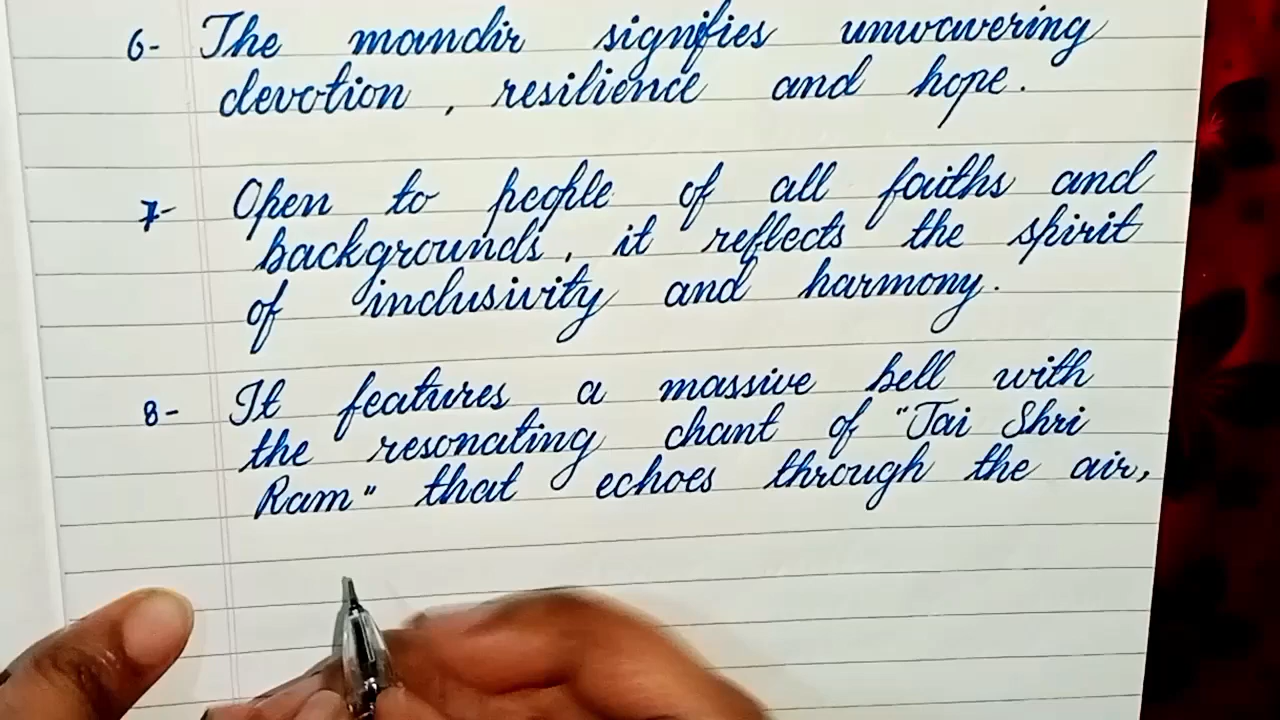 6- The mandir signifies unwavering
devotion, resilience and hope.
7- Open to people of all faiths and
backgrounds, it reflects the spirit
of inclusivity and harmony.
8- It features a massive bell with
the resonating chant of "Jai Shri
Ram" that echoes through the air,